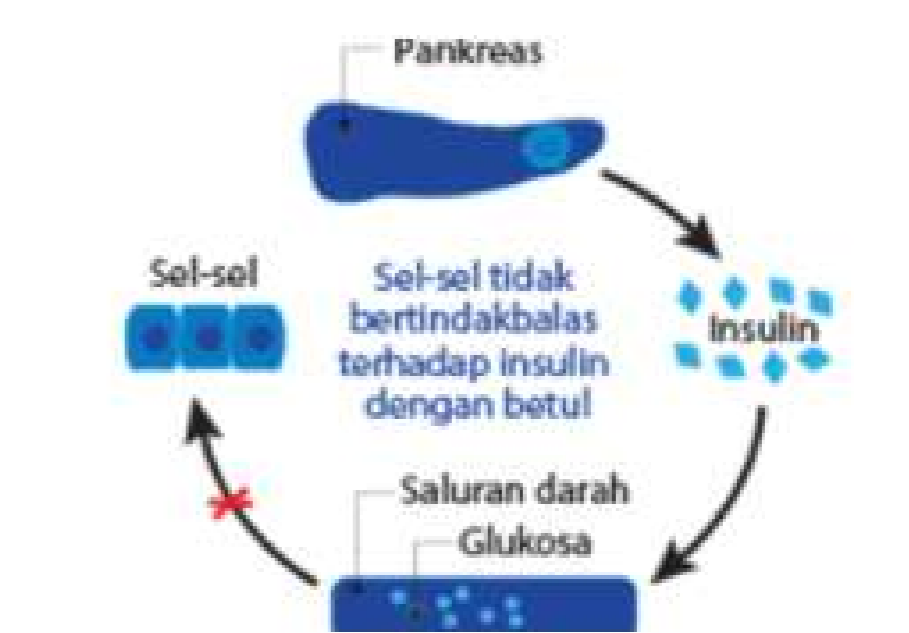 Pankreas
Sel-sel
Sel-sel tidak
bertindakbalas
terhadap insulin
dengan betul
Insulin
Saluran darah
Glukosa